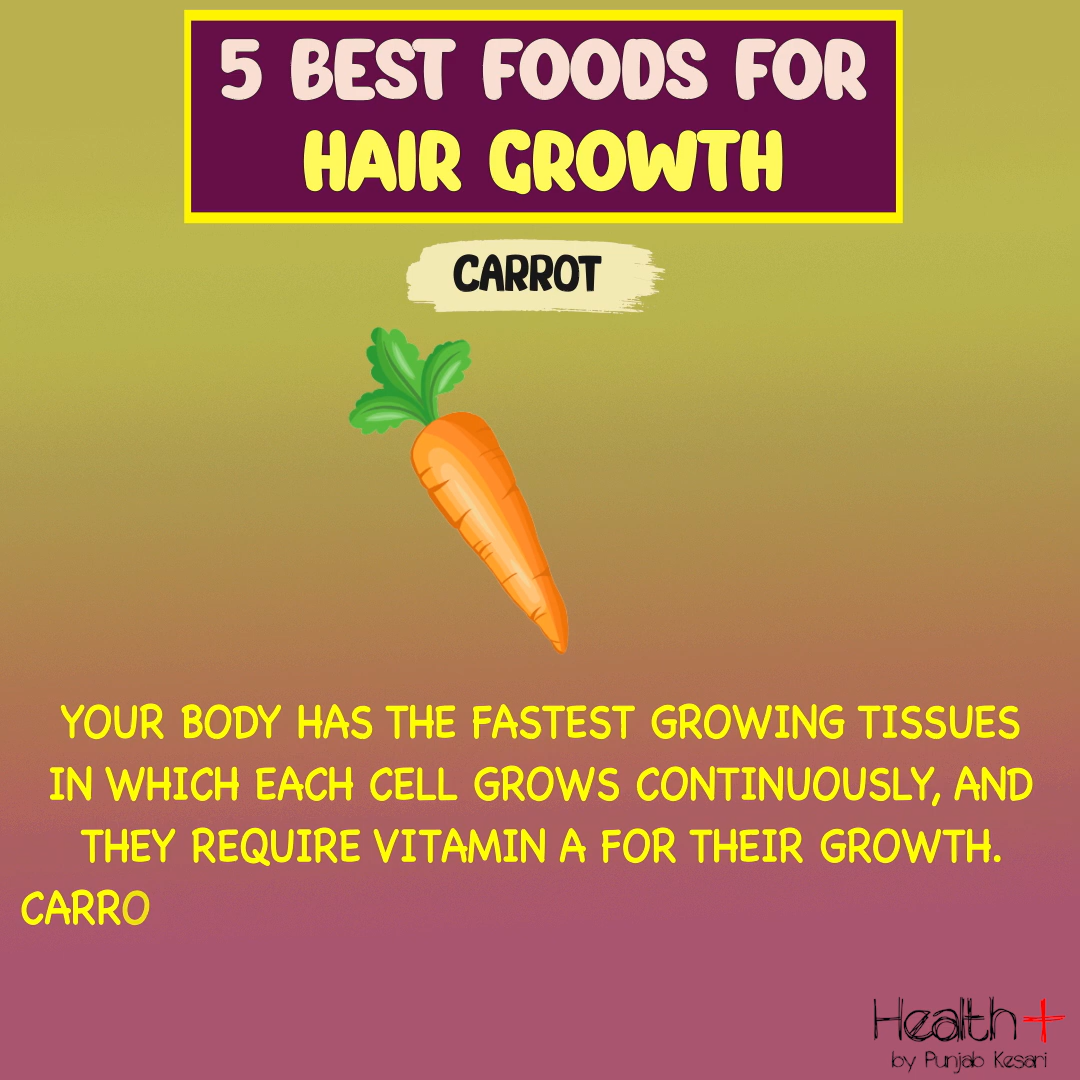 5 BEST FOODS FOR
HAIR GROWTH
CARROT
YOUR BODY HAS THE FASTEST GROWING TISSUES
IN WHICH EACH CELL GROWS CONTINUOUSLY, AND
THEY REQUIRE VITAMIN A FOR THEIR GROWTH.
CARRO
Health+
by Punjab Kesari